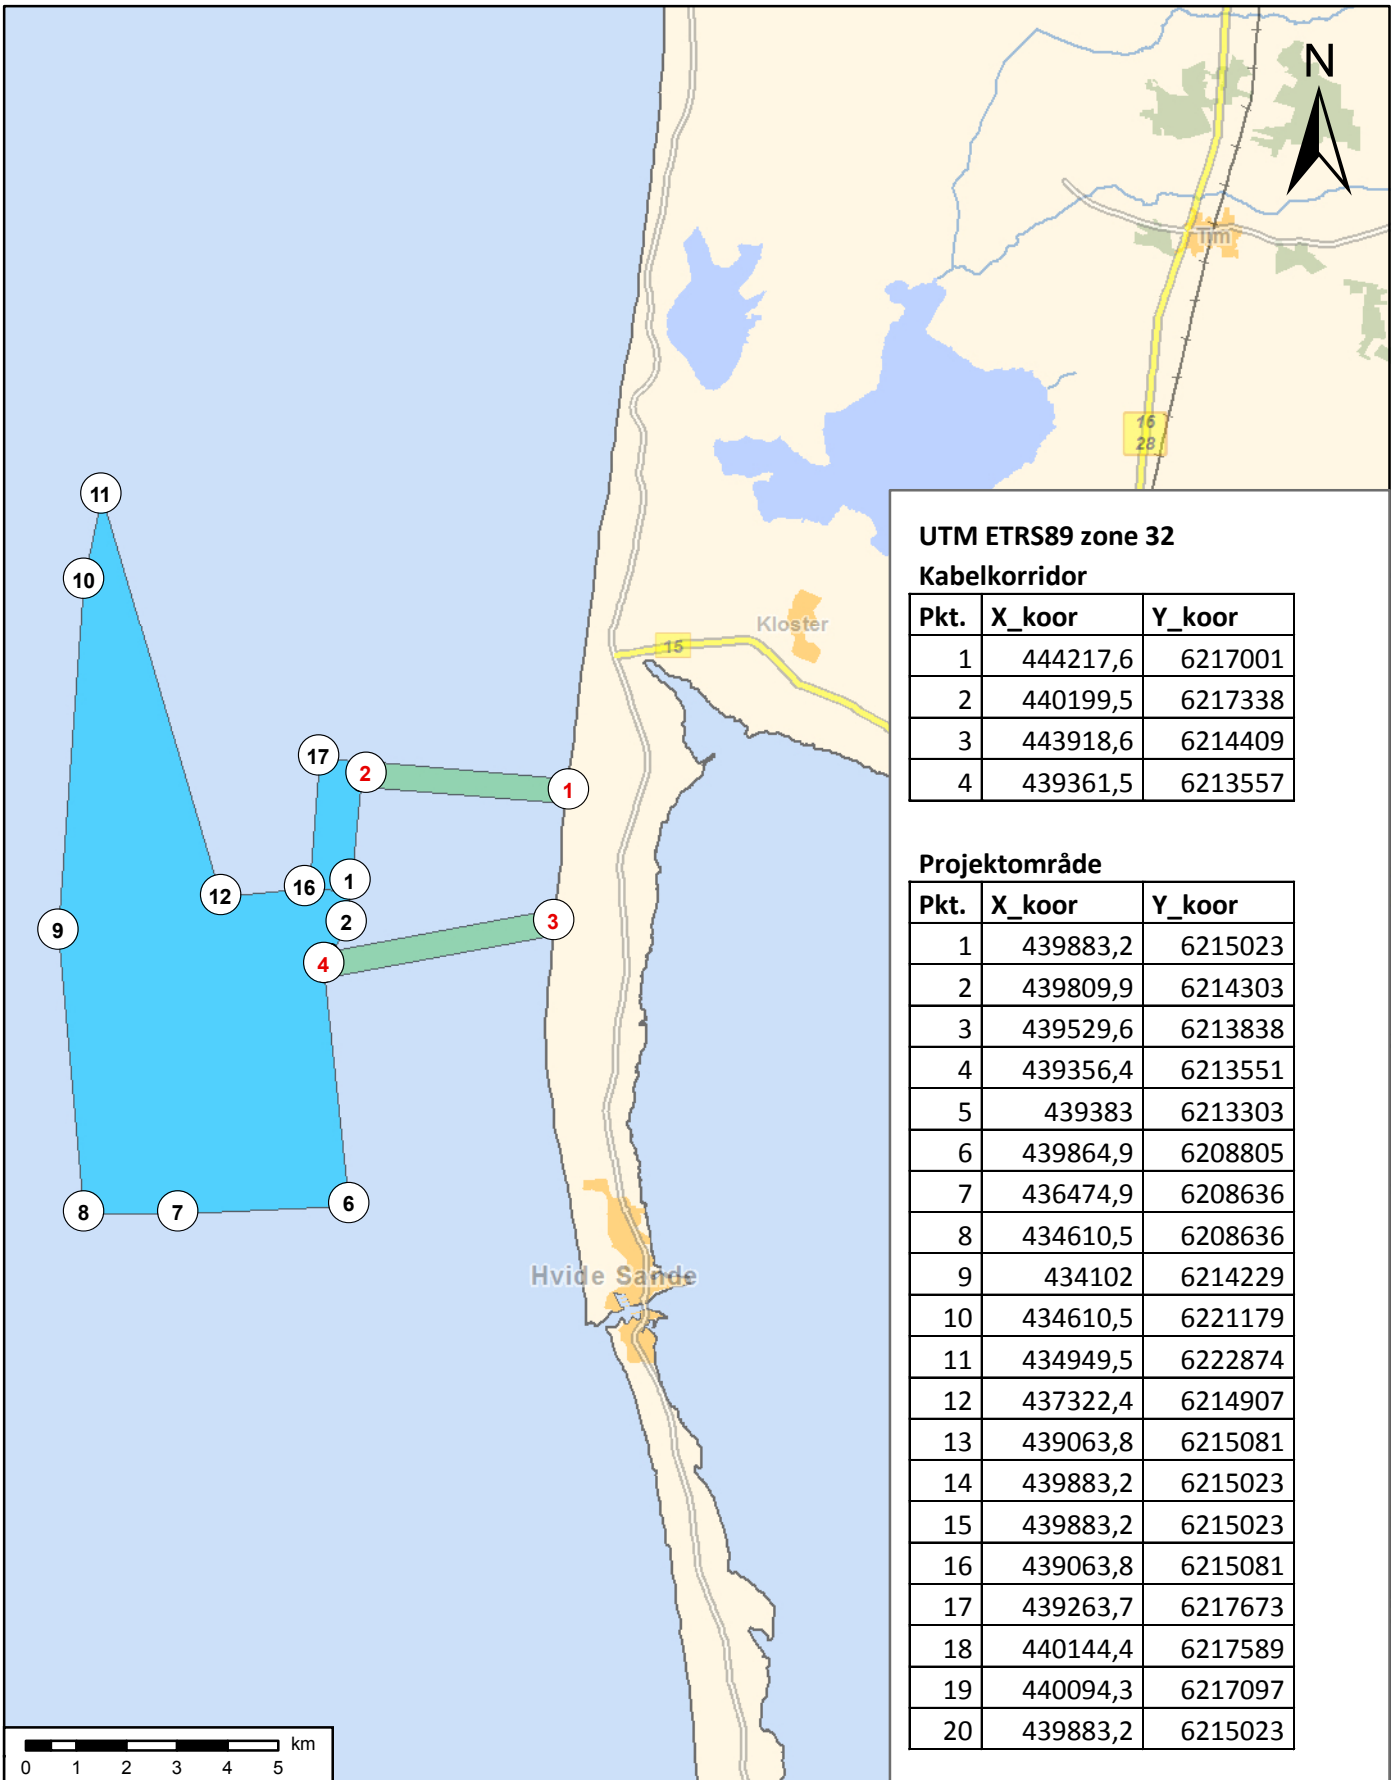 N
Tim
16
28
11
10
Kloster
15
17
2
1
16
1
12
2
3
9
4
8
7
6
Hvide Sande
km
0 1 2 3 4 5
UTM ETRS89 zone 32
Kabelkorridor
Pkt. X_koor Y_koor
1 444217,6 6217001
2 440199,5 6217338
3 443918,6 6214409
4 439361,5 6213557
Projektområde
Pkt. X_koor Y_koor
1 439883,2 6215023
2 439809,9 6214303
3 439529,6 6213838
4 439356,4 6213551
5 439383 6213303
6 439864,9 6208805
7 436474,9 6208636
8 434610,5 6208636
9 434102 6214229
10 434610,5 6221179
11 434949,5 6222874
12 437322,4 6214907
13 439063,8 6215081
14 439883,2 6215023
15 439883,2 6215023
16 439063,8 6215081
17 439263,7 6217673
18 440144,4 6217589
19 440094,3 6217097
20 439883,2 6215023